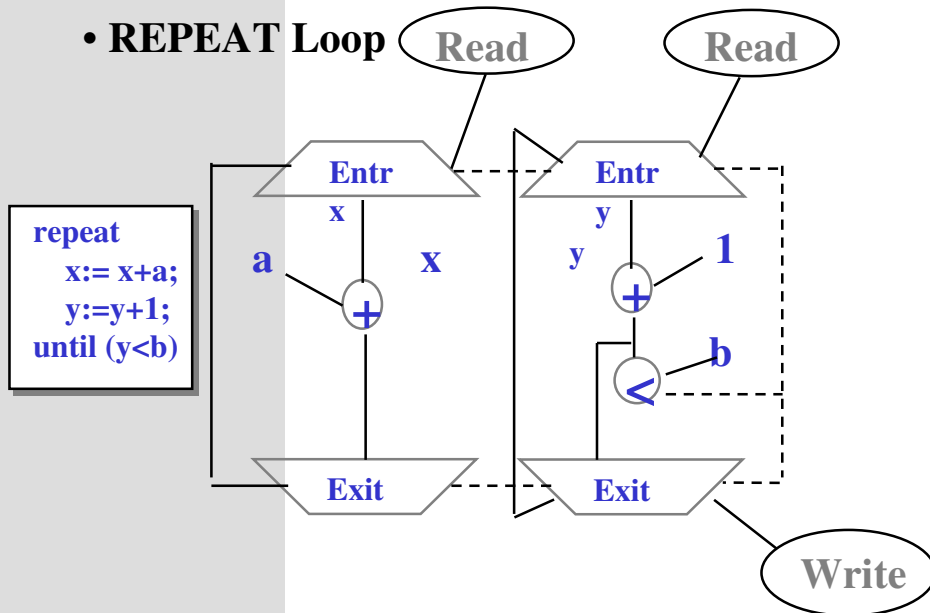 • REPEAT Loop
Read
Read
Entr
x
Entr
y
repeat
x:= x+a;
y:=y+1;
until (y<b)
a
x
+
y
1
+
b
<
Exit
Exit
Write